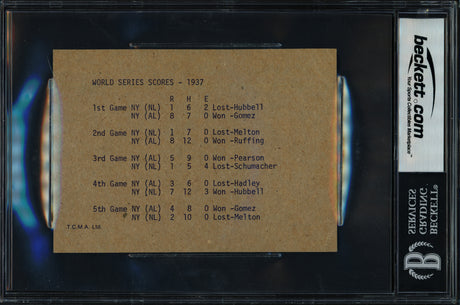 WORLD SERIES SCORES - 1937
R H E
1st Game NY (NL) 1 6 2 Lost-Hubbell
NY (AL) 8 7 0 Won -Gomez
2nd Game NY (NL) 1 7 0 Lost-Melton
NY (AL) 8 12 0 Won -Ruffing
3rd Game NY (AL) 5 9 0 Won -Pearson
NY (NL) 1 5 4 Lost-Schumacher
4th Game NY (AL) 3 6 0 Lost-Hadley
NY (NL) 7 12 3 Won -Hubbell
5th Game NY (AL) 4 8 0 Won -Gomez
NY (NL) 2 10 0 Lost-Melton
T.C.M.A. Ltd.
beckett.com
Your Sports Collectibles Marketplace
BECKETT
GRADING
SERVICES
B